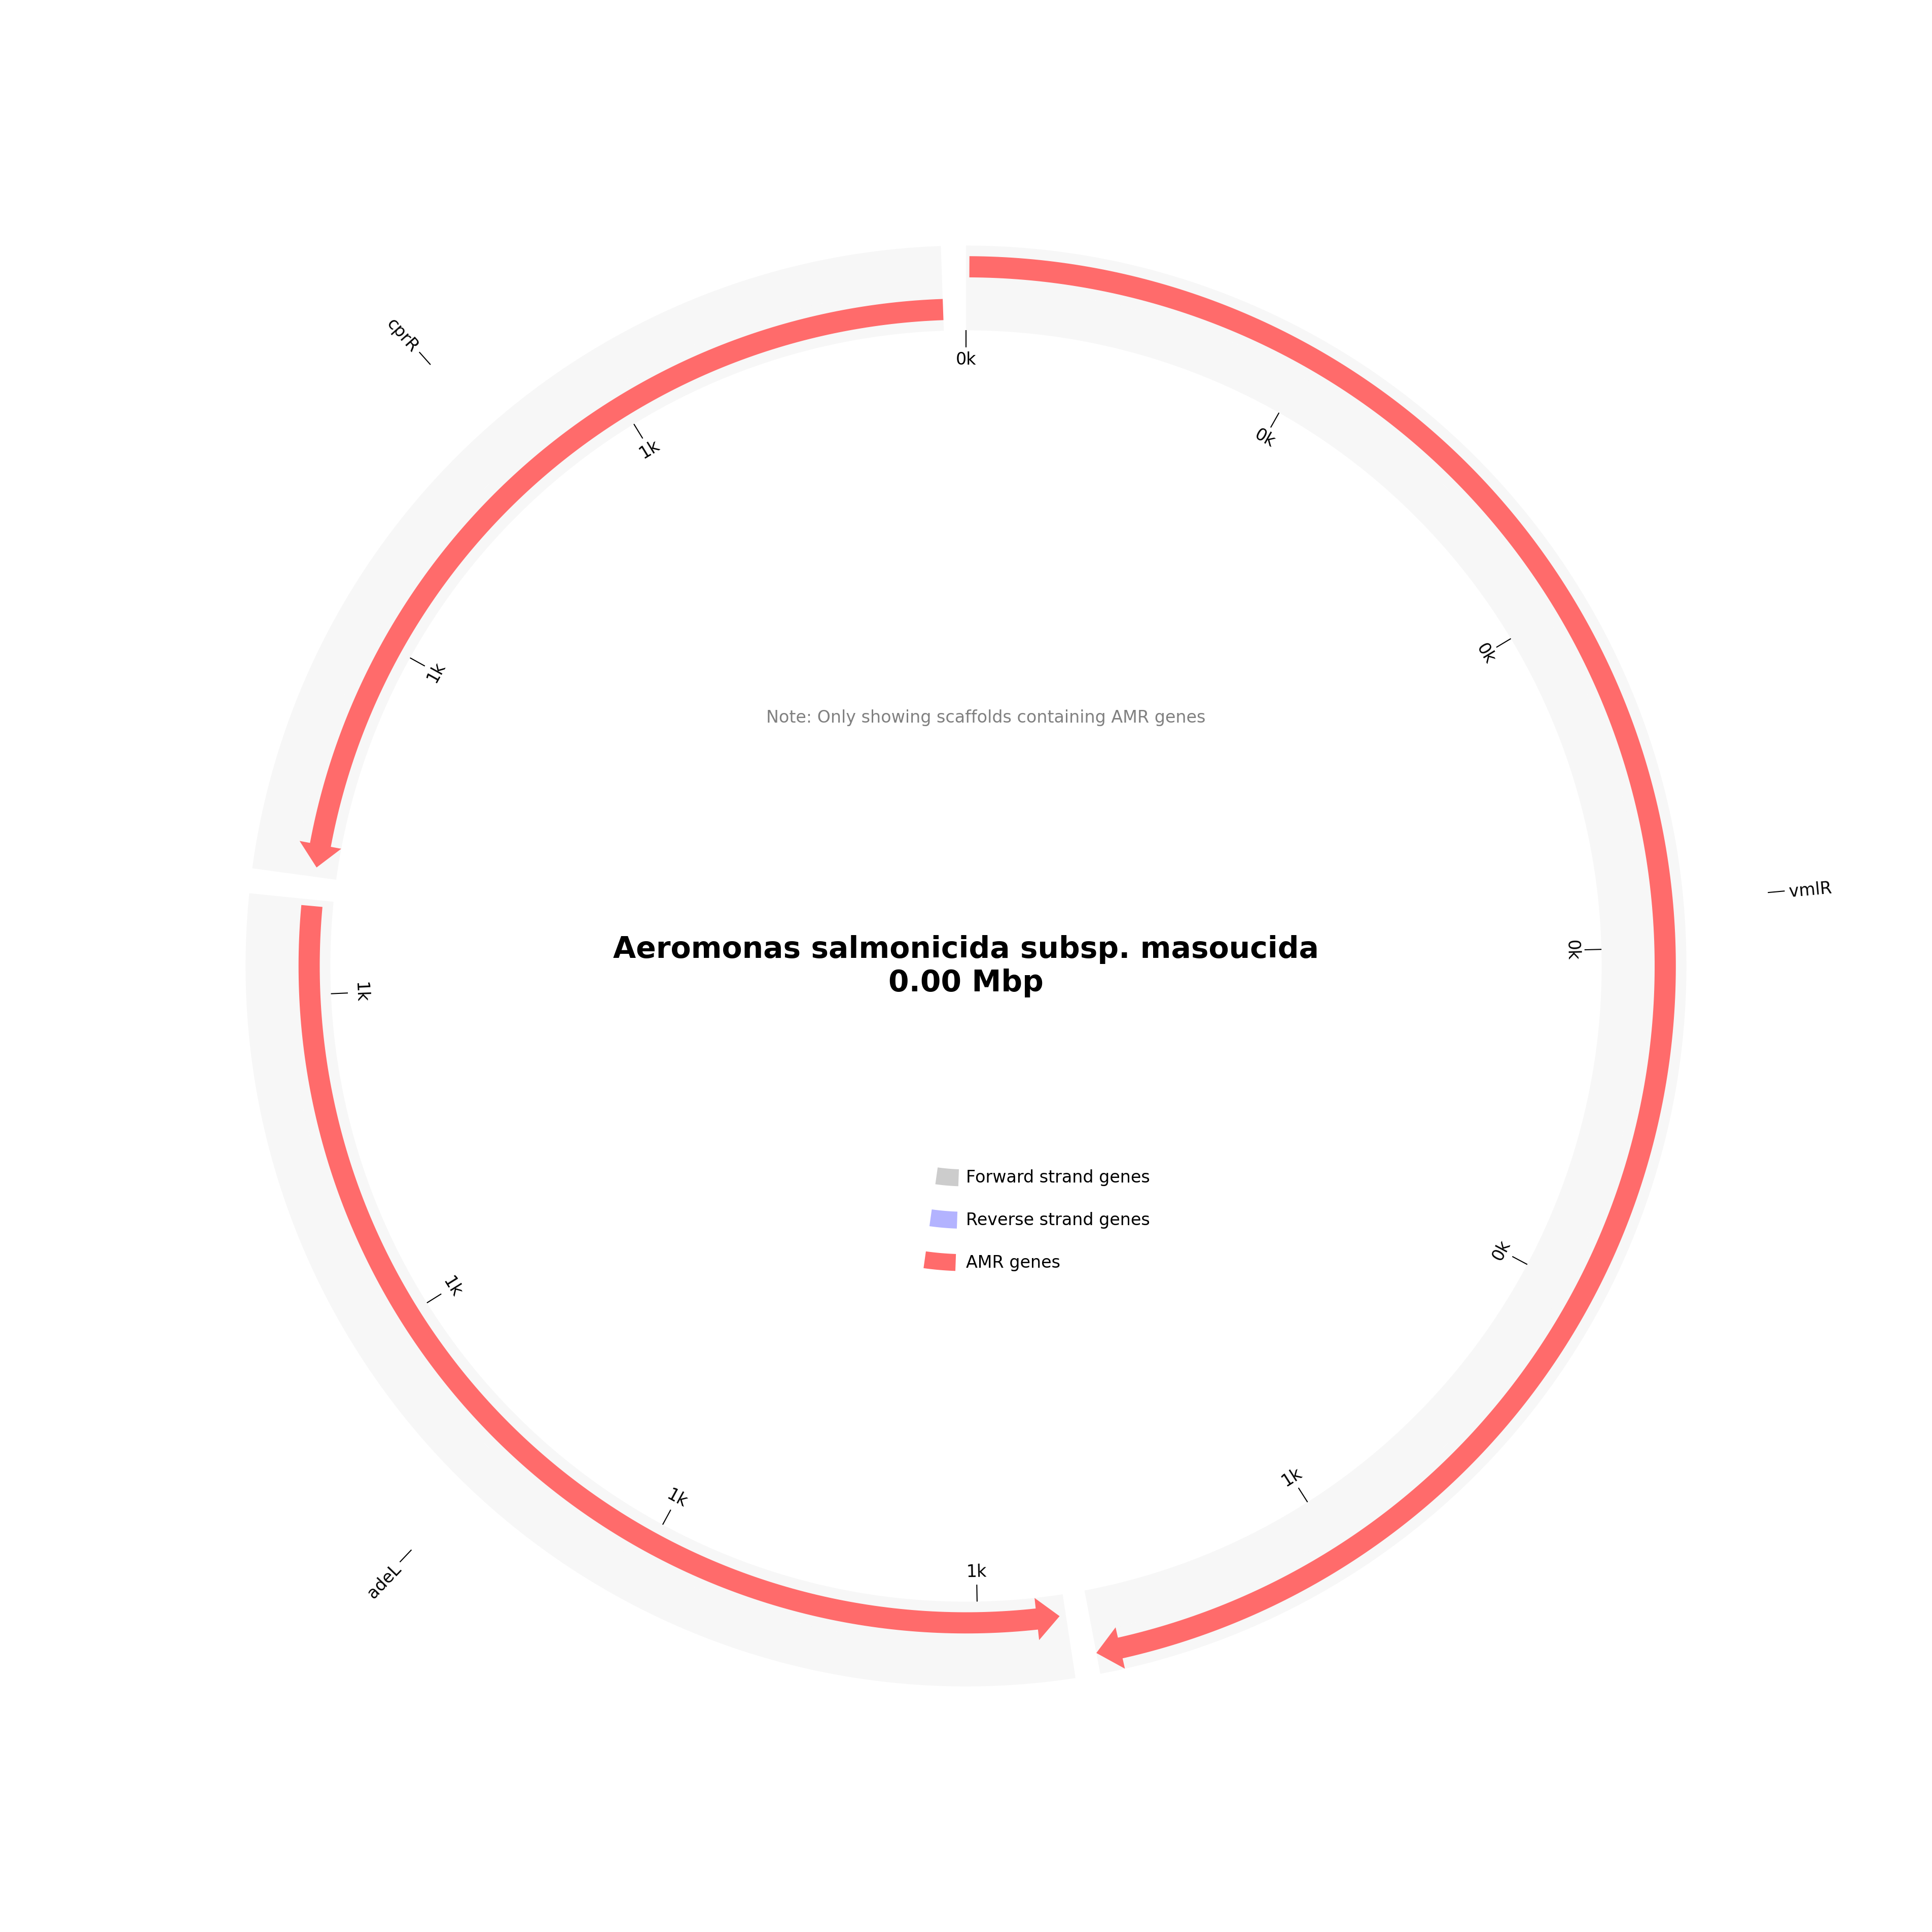 cprR
0k
0k
1k
0k
1k
Note: Only showing scaffolds containing AMR genes
vmlR
Aeromonas salmonicida subsp. masoucida
0.00 Mbp
0k
1k
Forward strand genes
Reverse strand genes
0k
AMR genes
1k
1k
1k
adeL
1k